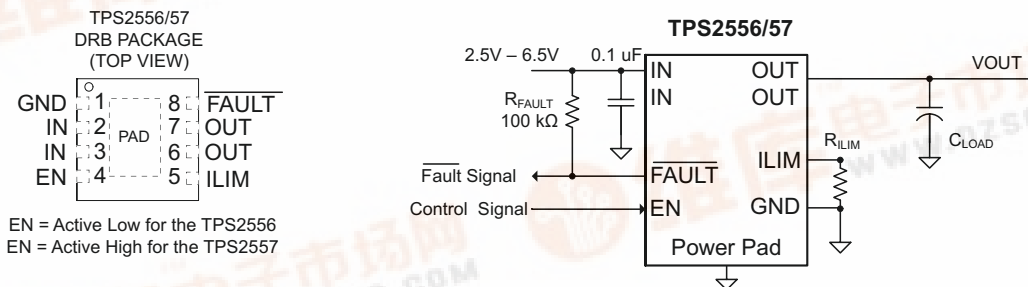 TPS2556/57
DRB PACKAGE
(TOP VIEW)
GND 1 8 FAULT
IN 2 PAD 7 OUT
IN 3 6 OUT
EN 4 5 ILIM
EN = Active Low for the TPS2556
EN = Active High for the TPS2557
TPS2556/57
2.5V – 6.5V 0.1 uF
IN OUT VOUT
IN OUT
RFAULT
100 kΩ
RILIM
CLOAD
ILIM
Fault Signal FAULT
Control Signal EN GND
Power Pad